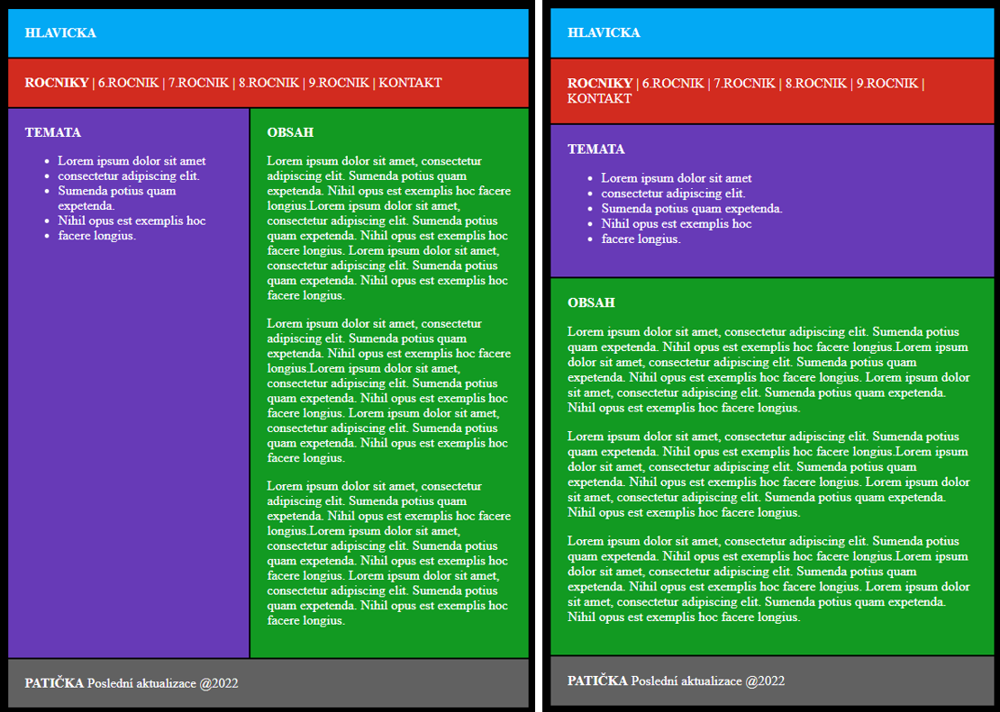 HLAVICKA
ROCNIKY | 6.ROCNIK | 7.ROCNIK | 8.ROCNIK | 9.ROCNIK | KONTAKT
TEMATA
Lorem ipsum dolor sit amet
consectetur adipiscing elit.
Sumenda potius quam
expetenda.
Nihil opus est exemplis hoc
facere longius.
OBSAH
Lorem ipsum dolor sit amet, consectetur
adipiscing elit. Sumenda potius quam
expetenda. Nihil opus est exemplis hoc facere
longius.Lorem ipsum dolor sit amet,
consectetur adipiscing elit. Sumenda potius
quam expetenda. Nihil opus est exemplis hoc
facere longius. Lorem ipsum dolor sit amet,
consectetur adipiscing elit. Sumenda potius
quam expetenda. Nihil opus est exemplis hoc
facere longius.
Lorem ipsum dolor sit amet, consectetur
adipiscing elit. Sumenda potius quam
expetenda. Nihil opus est exemplis hoc facere
longius.Lorem ipsum dolor sit amet,
consectetur adipiscing elit. Sumenda potius
quam expetenda. Nihil opus est exemplis hoc
facere longius. Lorem ipsum dolor sit amet,
consectetur adipiscing elit. Sumenda potius
quam expetenda. Nihil opus est exemplis hoc
facere longius.
Lorem ipsum dolor sit amet, consectetur
adipiscing elit. Sumenda potius quam
expetenda. Nihil opus est exemplis hoc facere
longius.Lorem ipsum dolor sit amet,
consectetur adipiscing elit. Sumenda potius
quam expetenda. Nihil opus est exemplis hoc
facere longius. Lorem ipsum dolor sit amet,
consectetur adipiscing elit. Sumenda potius
quam expetenda. Nihil opus est exemplis hoc
facere longius.
PATIČKA Poslední aktualizace @2022
HLAVICKA
ROCNIKY | 6.ROCNIK | 7.ROCNIK | 8.ROCNIK | 9.ROCNIK |
KONTAKT
TEMATA
Lorem ipsum dolor sit amet
consectetur adipiscing elit.
Sumenda potius quam expetenda.
Nihil opus est exemplis hoc
facere longius.
OBSAH
Lorem ipsum dolor sit amet, consectetur adipiscing elit. Sumenda potius
quam expetenda. Nihil opus est exemplis hoc facere longius.Lorem ipsum
dolor sit amet, consectetur adipiscing elit. Sumenda potius quam
expetenda. Nihil opus est exemplis hoc facere longius. Lorem ipsum dolor
sit amet, consectetur adipiscing elit. Sumenda potius quam expetenda.
Nihil opus est exemplis hoc facere longius.
Lorem ipsum dolor sit amet, consectetur adipiscing elit. Sumenda potius
quam expetenda. Nihil opus est exemplis hoc facere longius.Lorem ipsum
dolor sit amet, consectetur adipiscing elit. Sumenda potius quam
expetenda. Nihil opus est exemplis hoc facere longius. Lorem ipsum dolor
sit amet, consectetur adipiscing elit. Sumenda potius quam expetenda.
Nihil opus est exemplis hoc facere longius.
Lorem ipsum dolor sit amet, consectetur adipiscing elit. Sumenda potius
quam expetenda. Nihil opus est exemplis hoc facere longius.Lorem ipsum
dolor sit amet, consectetur adipiscing elit. Sumenda potius quam
expetenda. Nihil opus est exemplis hoc facere longius. Lorem ipsum dolor
sit amet, consectetur adipiscing elit. Sumenda potius quam expetenda.
Nihil opus est exemplis hoc facere longius.
PATIČKA Poslední aktualizace @2022